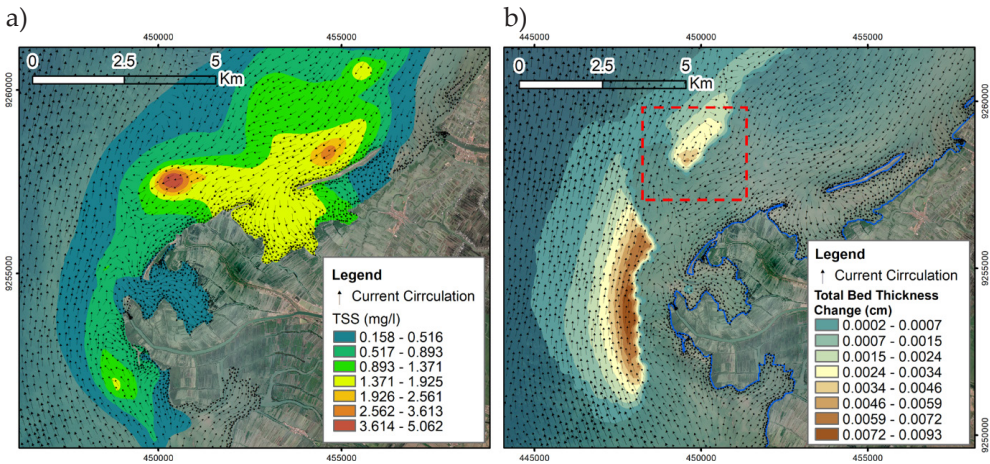 a)
450000
455000
0
2.5
5
Km
9260000
9255000
Legend
Current Cirrculation
TSS (mg/l)
0.158 - 0.516
0.517 - 0.893
0.893 - 1.371
1.371 - 1.925
1.926 - 2.561
2.562 - 3.613
3.614 - 5.062
450000
455000
b)
445000
450000
455000
0
2.5
5
Km
9260000
9255000
9250000
Legend
Current Cirrculation
Total Bed Thickness
Change (cm)
0.0002 - 0.0007
0.0007 - 0.0015
0.0015 - 0.0024
0.0024 - 0.0034
0.0034 - 0.0046
0.0046 - 0.0059
0.0059 - 0.0072
0.0072 - 0.0093
445000
450000
455000